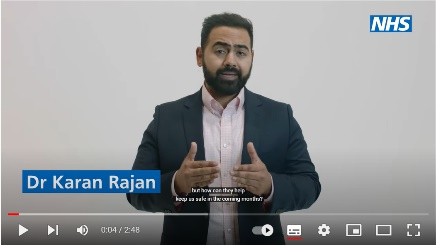 NHS
Dr Karan Rajan
but how can they help
keep us safe in the coming months?
0:04 / 2:48